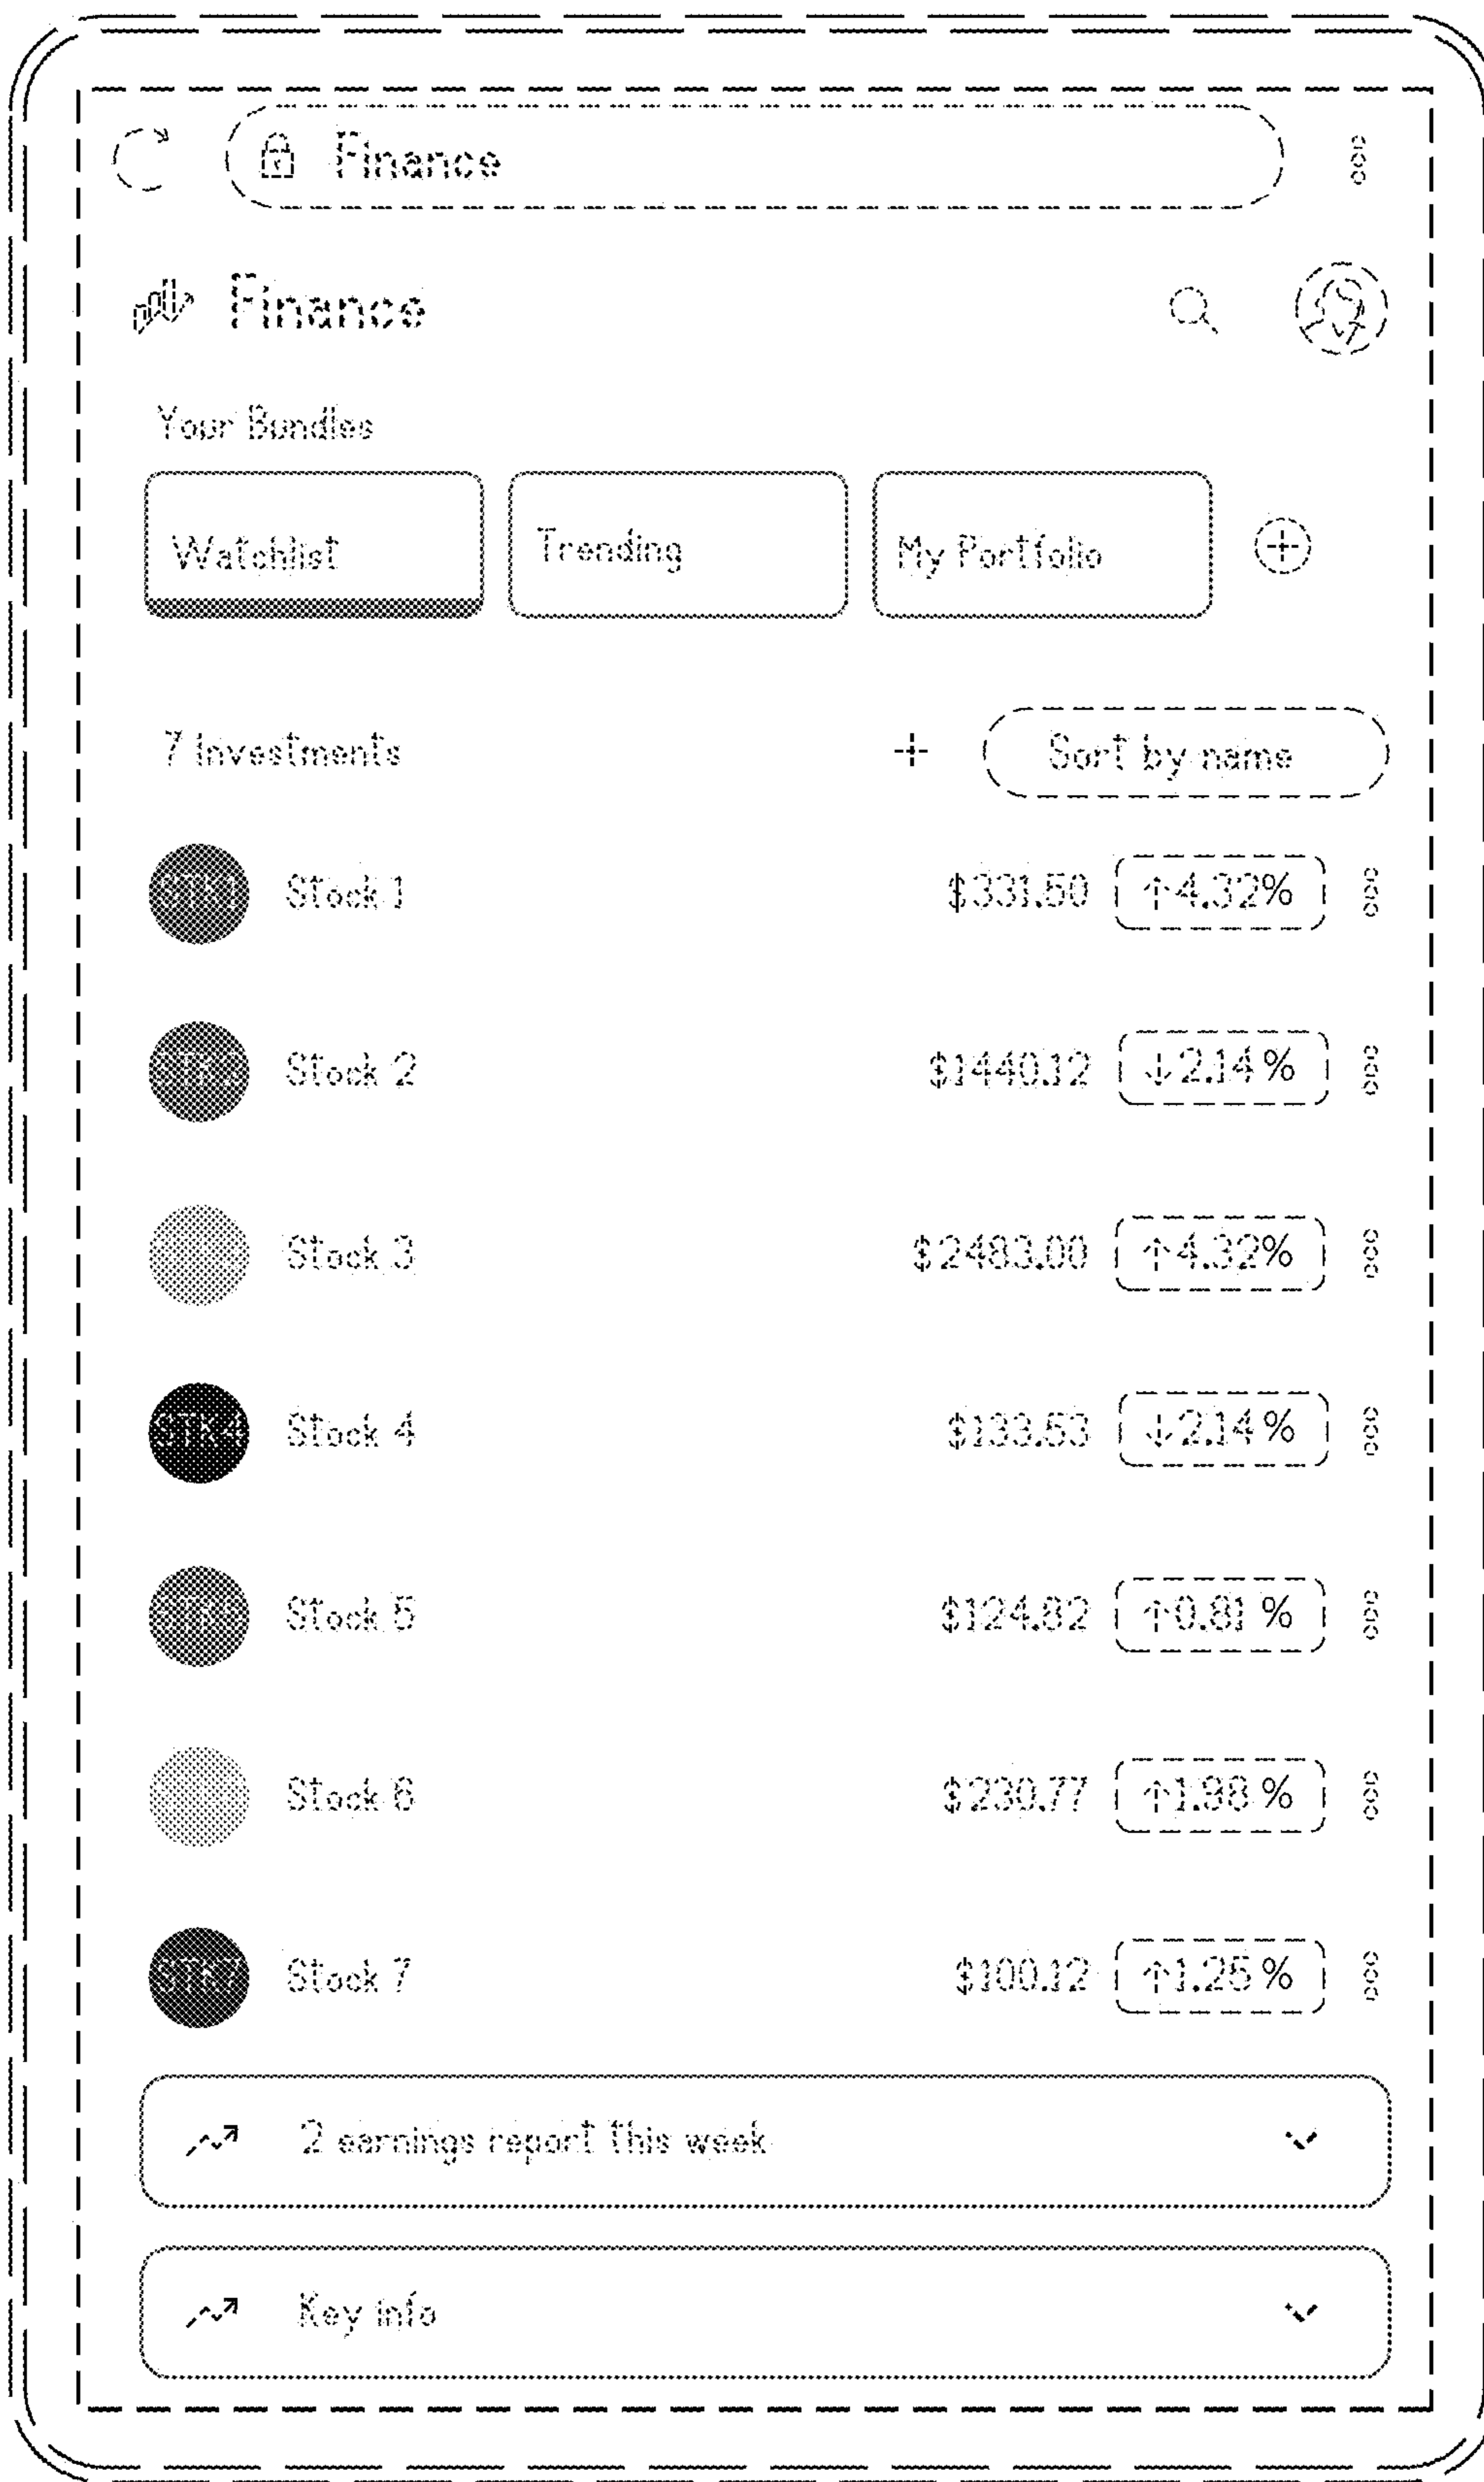 Finance
Finance
Your Bundles
Watchlist Trending My Portfolio
7 Investments + Sort by name
STK1 Stock 1 $331.50 ↑4.32%
STK2 Stock 2 $1440.12 ↓2.14%
Stock 3 $2483.00 ↑4.32%
STK4 Stock 4 $133.53 ↓2.14%
Stock 5 $124.82 ↑0.81%
Stock 6 $230.77 ↑1.98%
STK7 Stock 7 $100.12 ↑1.25%
2 earnings report this week
Key info